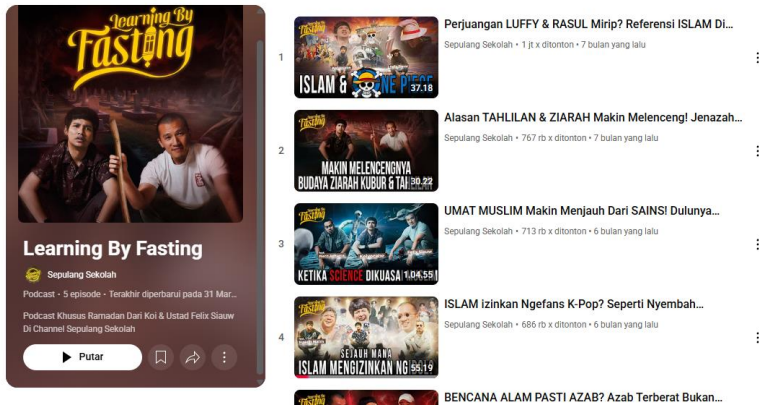 Learning By
Fasting
Learning By Fasting
Sepulang Sekolah
Podcast • 5 episode • Terakhir diperbarui pada 31 Mar...
Podcast Khusus Ramadan Dari Koi & Ustad Felix Siauw
Di Channel Sepulang Sekolah
Putar
1
ISLAM & ONE PIECE
37.18
Perjuangan LUFFY & RASUL Mirip? Referensi ISLAM Di...
Sepulang Sekolah • 1 jt x ditonton • 7 bulan yang lalu
2
MAKIN MELENCENGNYA
BUDAYA ZIARAH KUBUR &
30.22
Alasan TAHLILAN & ZIARAH Makin Melenceng! Jenazah...
Sepulang Sekolah • 767 rb x ditonton • 7 bulan yang lalu
3
KETIKA SCIENCE DIKUASA
1.04.55
UMAT MUSLIM Makin Menjauh Dari SAINS! Dulunya...
Sepulang Sekolah • 713 rb x ditonton • 6 bulan yang lalu
4
SEJAUH MANA
ISLAM MENGIZINKAN NG
55.19
ISLAM izinkan Ngefans K-Pop? Seperti Nyembah...
Sepulang Sekolah • 686 rb x ditonton • 6 bulan yang lalu
BENCANA ALAM PASTI AZAB? Azab Terberat Bukan...